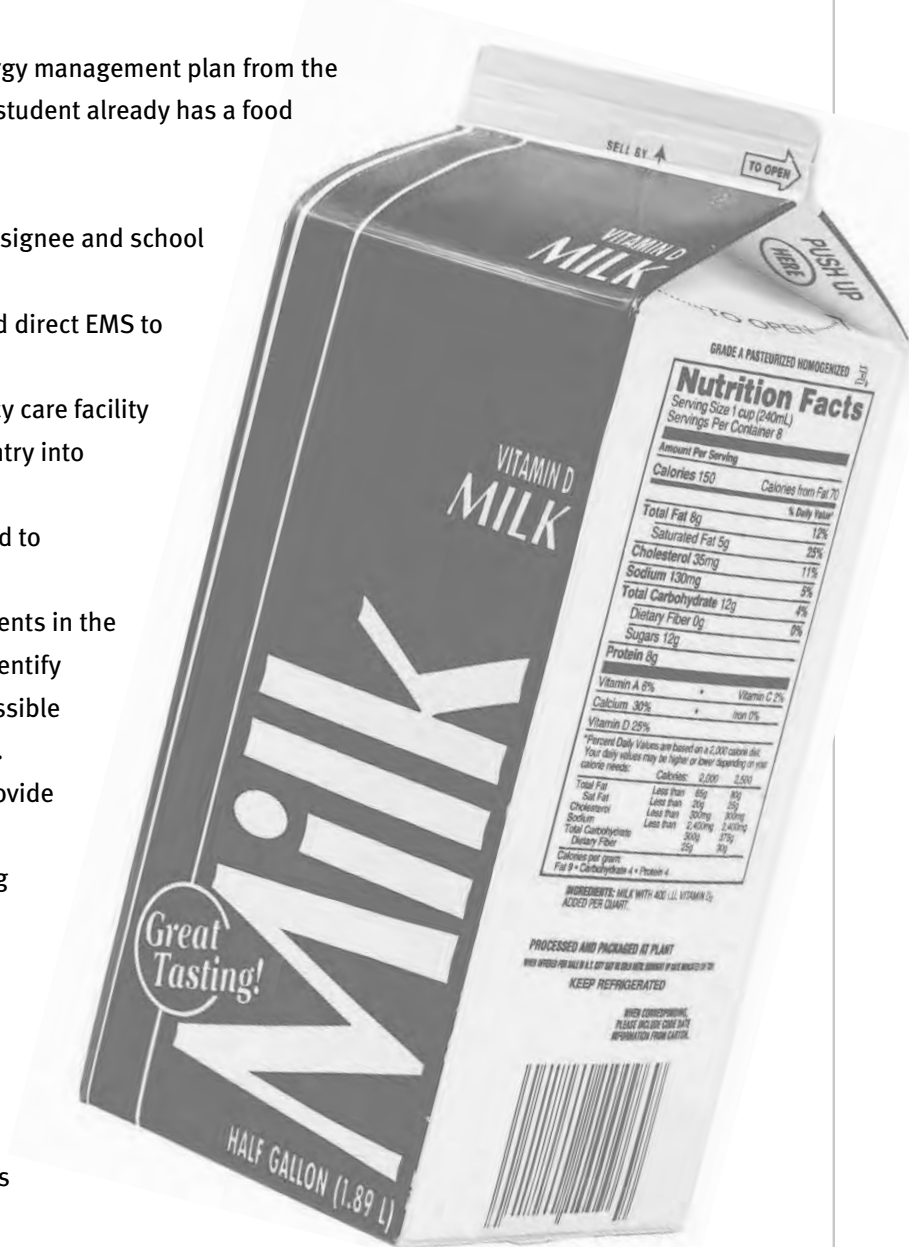 rgy management plan from the
student already has a food
signee and school
d direct EMS to
y care facility
ntry into
d to
ents in the
entify
ssible
.
ovide
g
s
SELL BY
TO OPEN
VITAMIN D
MILK
PUSH UP
HERE
TO OPEN
VITAMIN D
MILK
Milk
Great
Tasting!
HALF GALLON (1.89 L)
GRADE A PASTEURIZED HOMOGENIZED
Nutrition Facts
Serving Size 1 cup (240mL)
Servings Per Container 8
Amount Per Serving
Calories 150 Calories from Fat 70
% Daily Value*
Total Fat 8g 12%
Saturated Fat 5g 25%
Cholesterol 35mg 11%
Sodium 130mg 5%
Total Carbohydrate 12g 4%
Dietary Fiber 0g 0%
Sugars 12g
Protein 8g
Vitamin A 6% • Vitamin C 2%
Calcium 30% • Iron 0%
Vitamin D 25%
*Percent Daily Values are based on a 2,000 calorie diet.
Your daily values may be higher or lower depending on your
calorie needs:
Calories: 2,000 2,500
Total Fat Less than 65g 80g
Sat Fat Less than 20g 25g
Cholesterol Less than 300mg 300mg
Sodium Less than 2,400mg 2,400mg
Total Carbohydrate 300g 375g
Dietary Fiber 25g 30g
Calories per gram:
Fat 9 • Carbohydrate 4 • Protein 4
INGREDIENTS: MILK WITH 400 I.U. VITAMIN D3
ADDED PER QUART.
PROCESSED AND PACKAGED AT PLANT
KEEP REFRIGERATED
WHEN CORRESPONDING,
PLEASE INCLUDE CODE DATE
INFORMATION FROM CARTON.